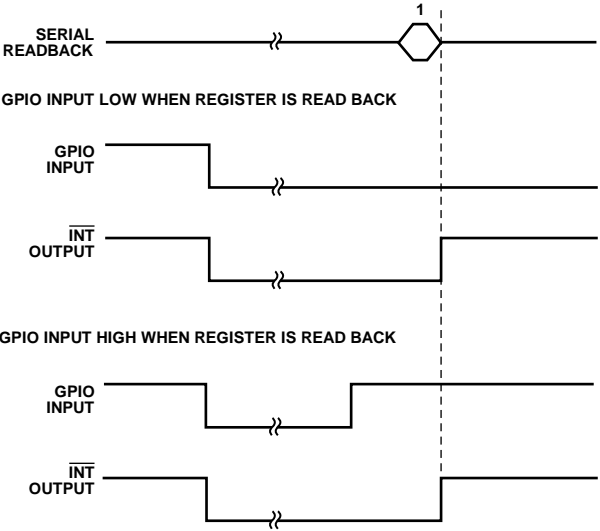 1
SERIAL
READBACK
GPIO INPUT LOW WHEN REGISTER IS READ BACK
GPIO
INPUT
INT
OUTPUT
GPIO INPUT HIGH WHEN REGISTER IS READ BACK
GPIO
INPUT
INT
OUTPUT